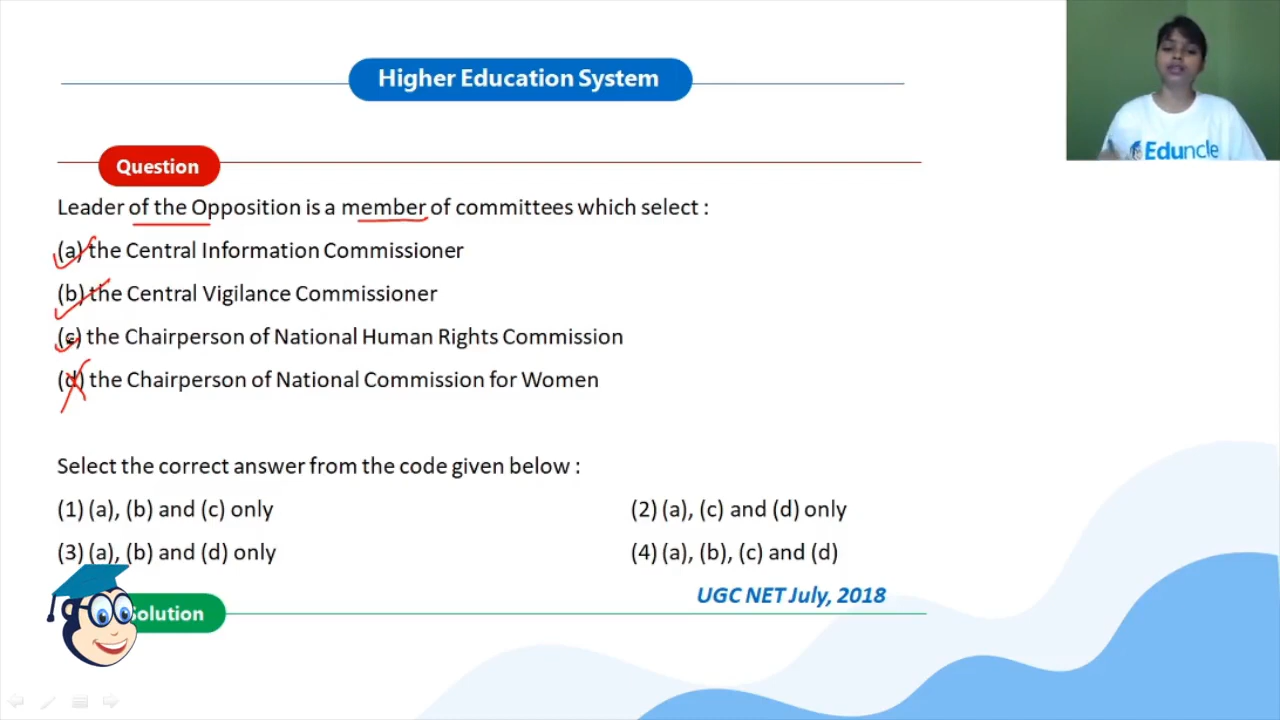 Higher Education System
Eduncle
Question
Leader of the Opposition is a member of committees which select :
(a) the Central Information Commissioner
(b) the Central Vigilance Commissioner
(c) the Chairperson of National Human Rights Commission
(d) the Chairperson of National Commission for Women
Select the correct answer from the code given below :
(1) (a), (b) and (c) only
(2) (a), (c) and (d) only
(3) (a), (b) and (d) only
(4) (a), (b), (c) and (d)
UGC NET July, 2018
Solution